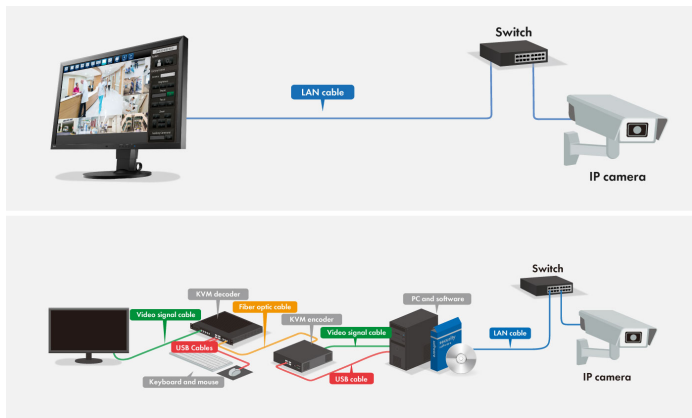 Switch
LAN cable
IP camera
Switch
KVM decoder
Fiber optic cable
PC and software
Video signal cable
KVM encoder
Video signal cable
LAN cable
USB Cables
Keyboard and mouse
USB cable
IP camera